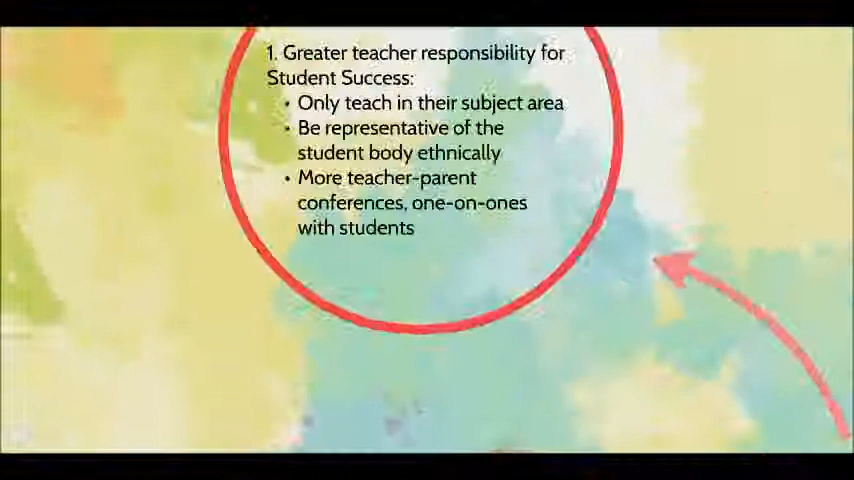 1. Greater teacher responsibility for
Student Success:
• Only teach in their subject area
• Be representative of the
student body ethnically
• More teacher-parent
conferences, one-on-ones
with students